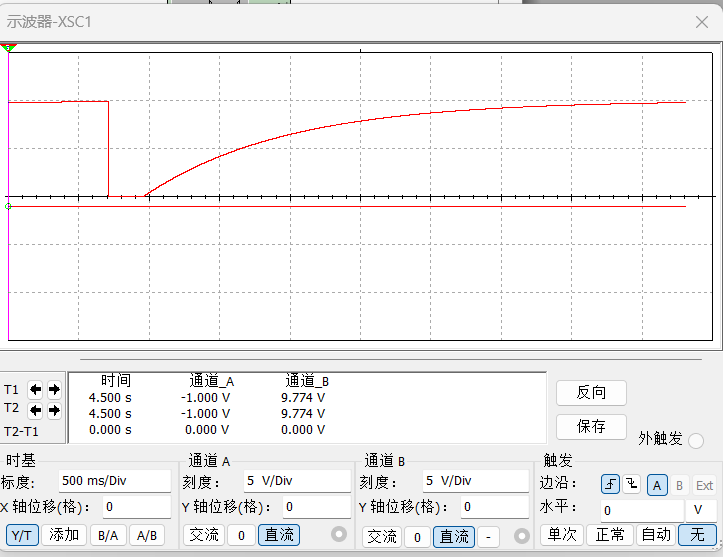 示波器-XSC1
时间 通道_A 通道_B
T1 4.500 s -1.000 V 9.774 V
T2 4.500 s -1.000 V 9.774 V
T2-T1 0.000 s 0.000 V 0.000 V
反向
保存
外触发
时基
标度： 500 ms/Div
X 轴位移(格)： 0
Y/T 添加 B/A A/B
通道 A
刻度： 5 V/Div
Y 轴位移(格)： 0
交流 0 直流
通道 B
刻度： 5 V/Div
Y 轴位移(格)： 0
交流 0 直流 -
触发
边沿： A B Ext
水平： 0 V
单次 正常 自动 无